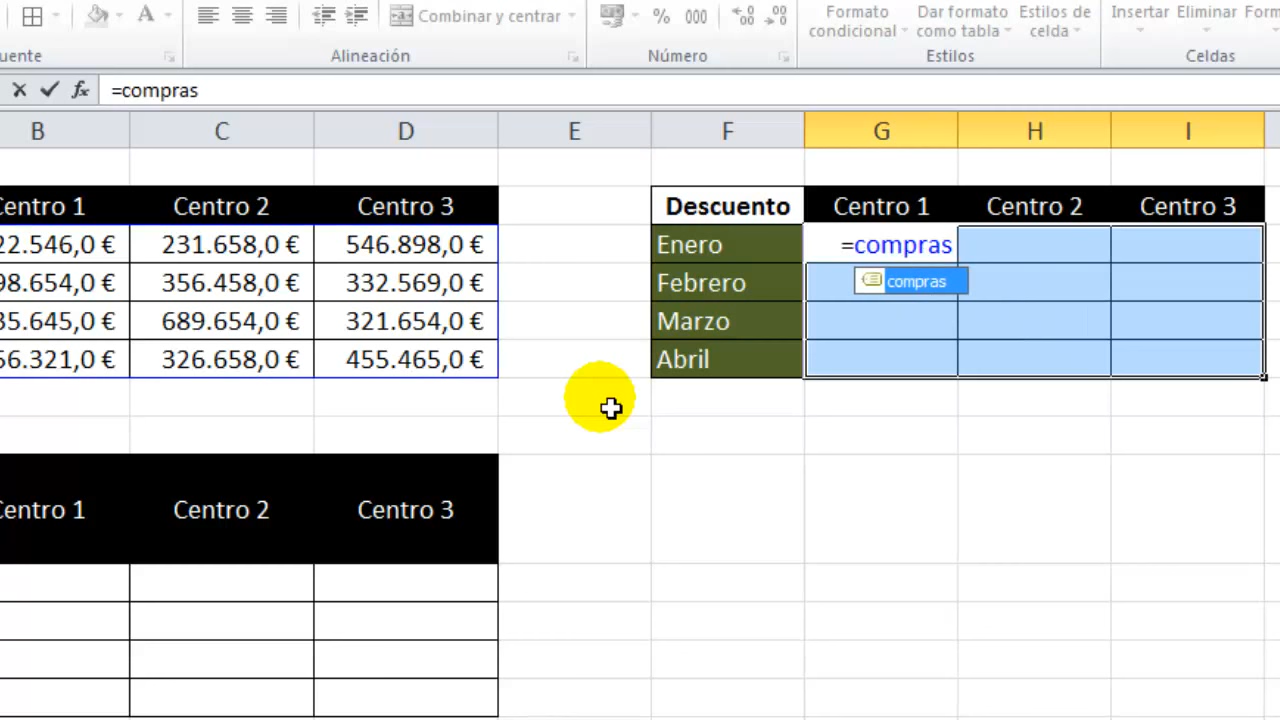 Combinar y centrar
%
000
Formato condicional
Dar formato como tabla
Estilos de celda
Insertar
Eliminar
Form
uente
Alineación
Número
Estilos
Celdas
fx
=compras
B C D E F G H I
Centro 1 Centro 2 Centro 3 Descuento Centro 1 Centro 2 Centro 3
22.546,0 € 231.658,0 € 546.898,0 € Enero =compras
98.654,0 € 356.458,0 € 332.569,0 € Febrero compras
35.645,0 € 689.654,0 € 321.654,0 € Marzo
56.321,0 € 326.658,0 € 455.465,0 € Abril
Centro 1 Centro 2 Centro 3